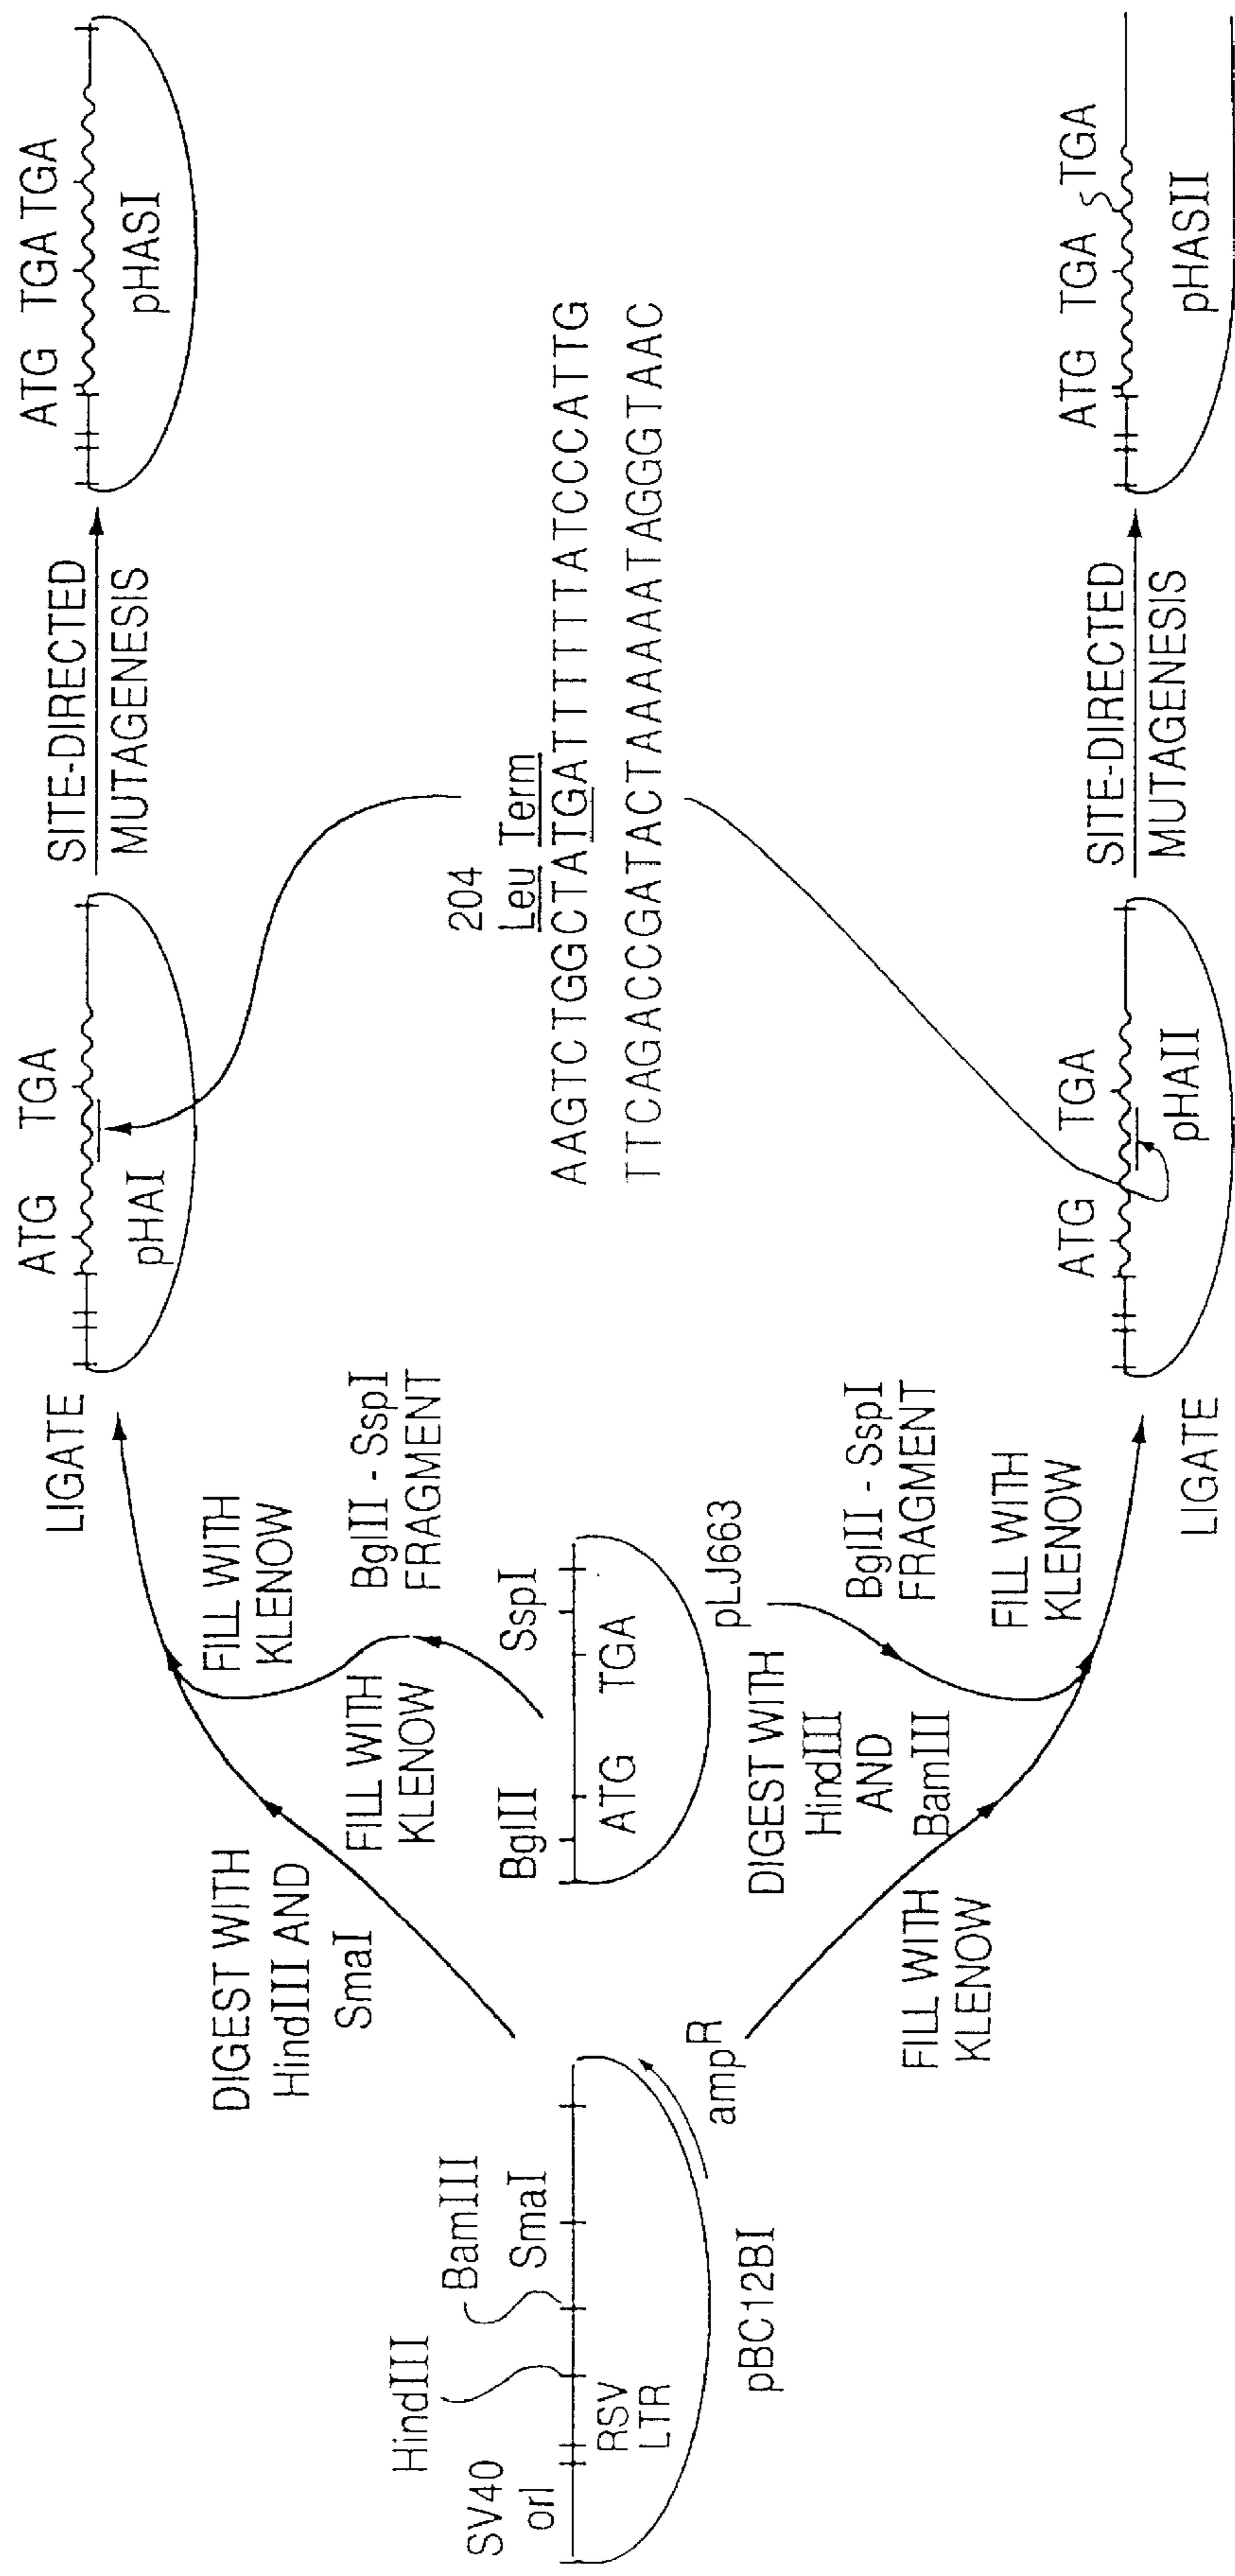 SV40
orI
RSV
LTR
HindIII
BamIII
SmaI
pBC12BI
ampR
DIGEST WITH
HindIII AND
SmaI
FILL WITH
KLENOW
BglII - SspI
FRAGMENT
FILL WITH
KLENOW
LIGATE
BglII
SspI
ATG TGA
pLJ663
DIGEST WITH
HindIII
AND
BamIII
FILL WITH
KLENOW
BglII - SspI
FRAGMENT
FILL WITH
KLENOW
LIGATE
ATG TGA
pHAI
SITE-DIRECTED
MUTAGENESIS
ATG TGA TGA
pHASI
204
Leu Term
AAGTCTGGCTATGATTTTTTATCCCATTG
TTCAGACCGATACTAAAAAATAGGGTAAC
ATG TGA
pHAII
SITE-DIRECTED
MUTAGENESIS
ATG TGA TGA
pHASII